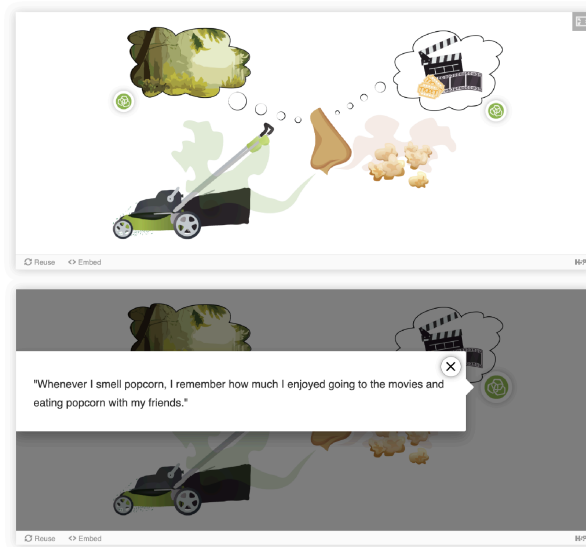 TICKET
Reuse
Embed
"Whenever I smell popcorn, I remember how much I enjoyed going to the movies and
eating popcorn with my friends."
Reuse
Embed